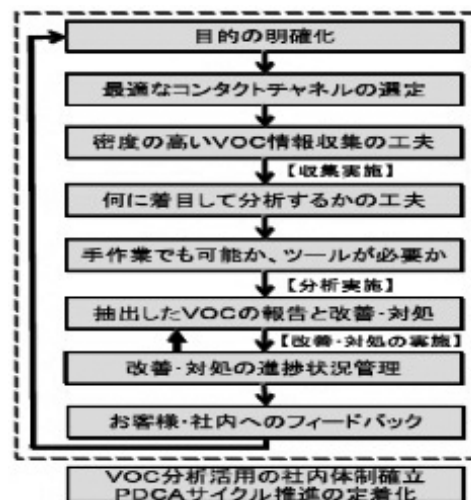 目的の明確化
最適なコンタクトチャネルの選定
密度の高いVOC情報収集の工夫
【収集実施】
何に着目して分析するかの工夫
手作業でも可能か、ツールが必要か
【分析実施】
抽出したVOCの報告と改善・対処
【改善・対処の実施】
改善・対処の進捗状況管理
お客様・社内へのフィードバック
VOC分析活用の社内体制確立
PDCAサイクル推進の定着化